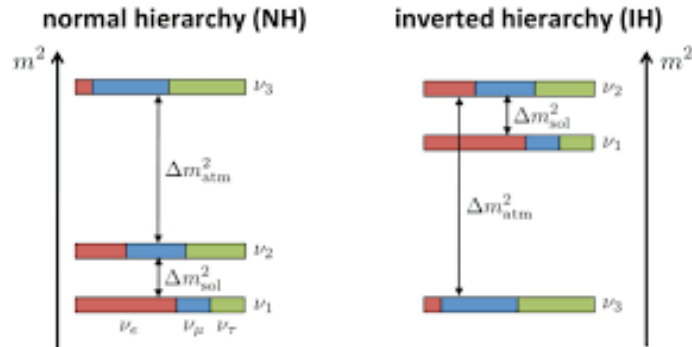 normal hierarchy (NH)
m²
ν₃
Δm²atm
ν₂
Δm²sol
ν₁
νe νμ ντ
inverted hierarchy (IH)
m²
ν₂
Δm²sol
ν₁
Δm²atm
ν₃